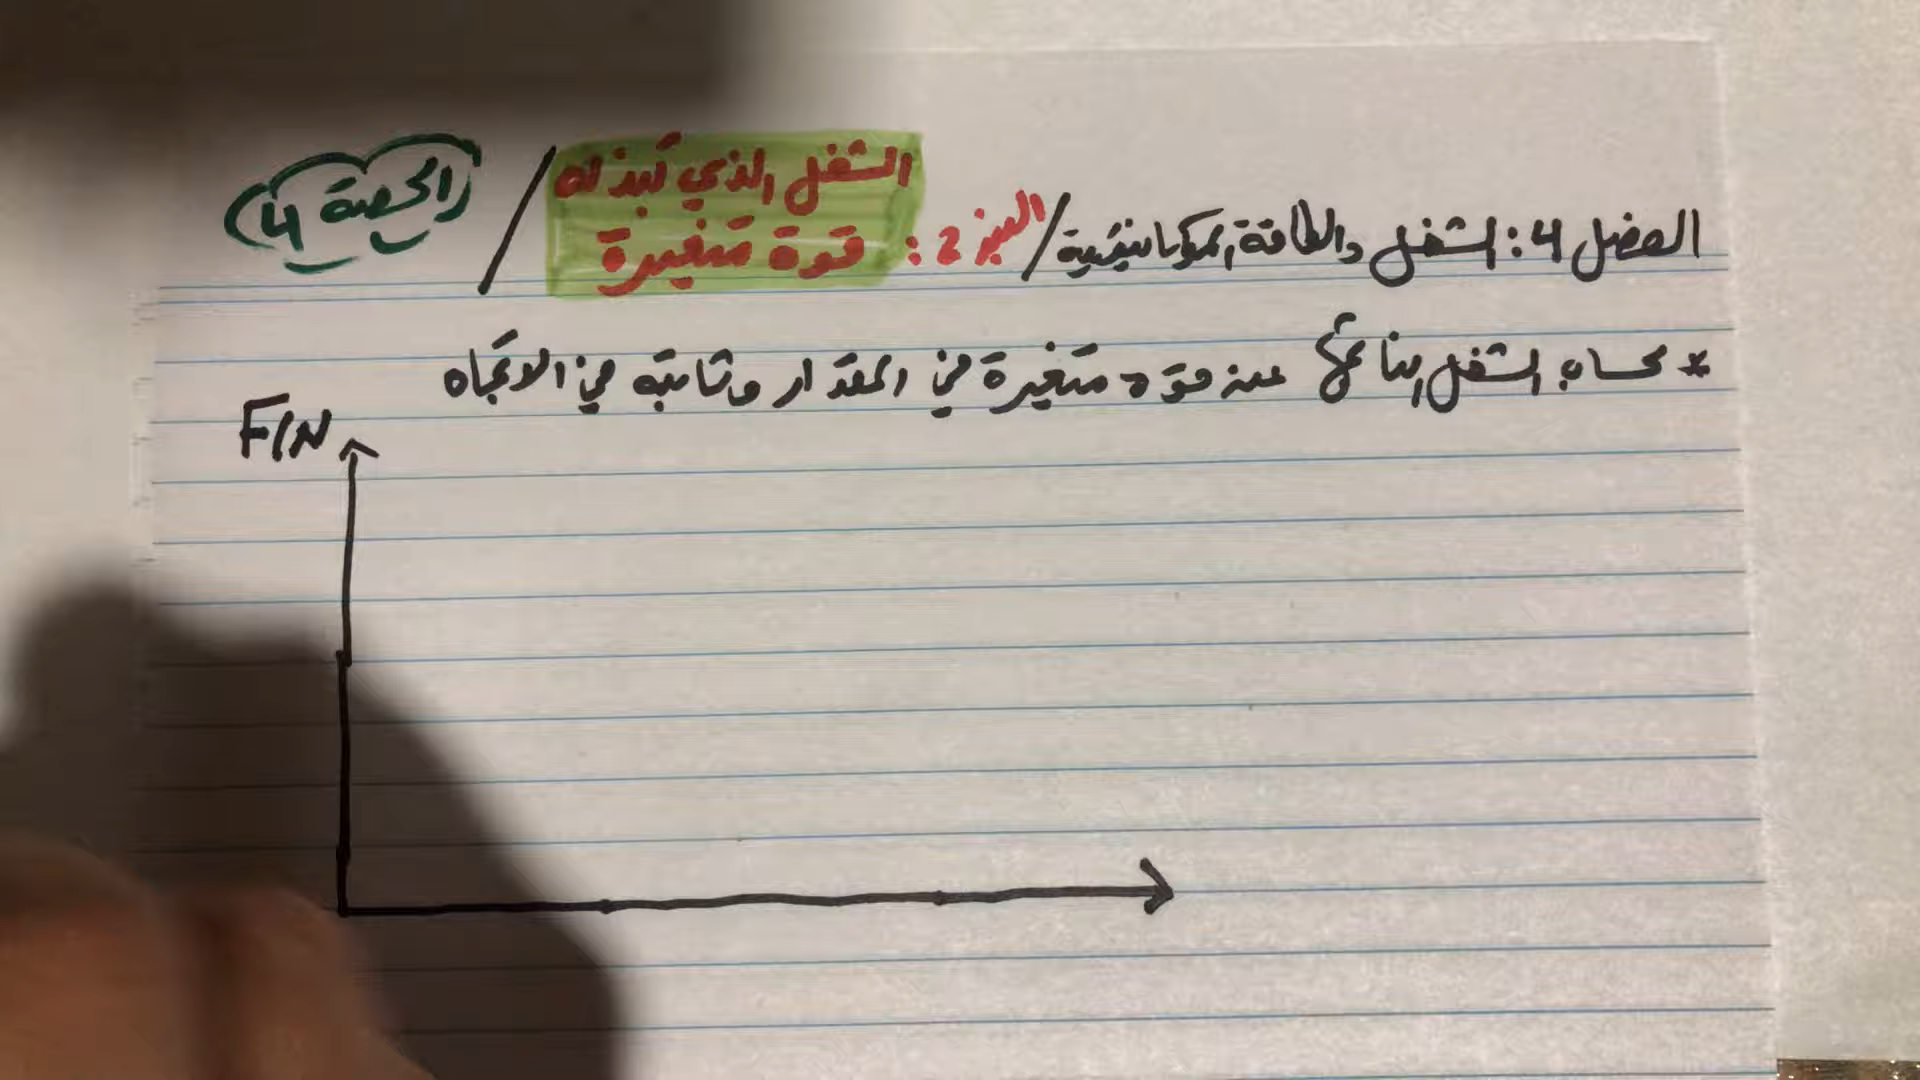 الفصل 4: الشغل والطاقة الميكانيكية / البند 2: الشغل الذي تبذله قوة متغيرة / الحصة 4
* حساب الشغل الناتج عن قوة متغيرة في المقدار وثابتة في الاتجاه
F/N